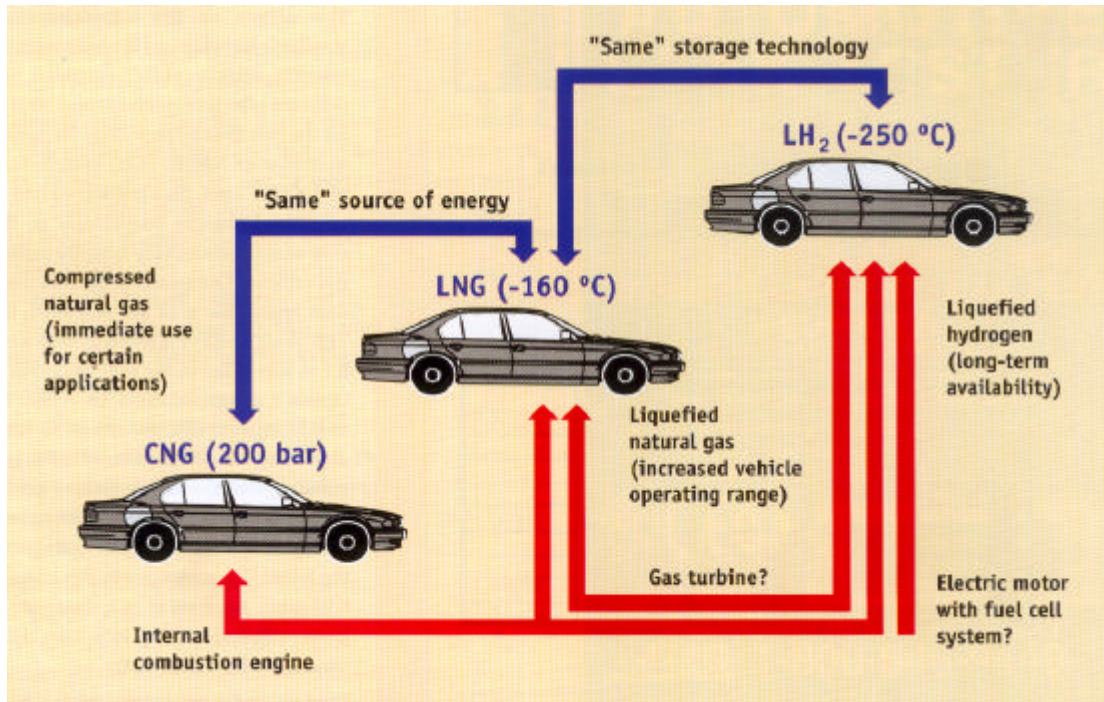 "Same" storage technology
LH₂ (-250 ºC)
"Same" source of energy
Compressed
natural gas
(immediate use
for certain
applications)
LNG (-160 ºC)
Liquefied
hydrogen
(long-term
availability)
CNG (200 bar)
Liquefied
natural gas
(increased vehicle
operating range)
Gas turbine?
Electric motor
with fuel cell
system?
Internal
combustion engine